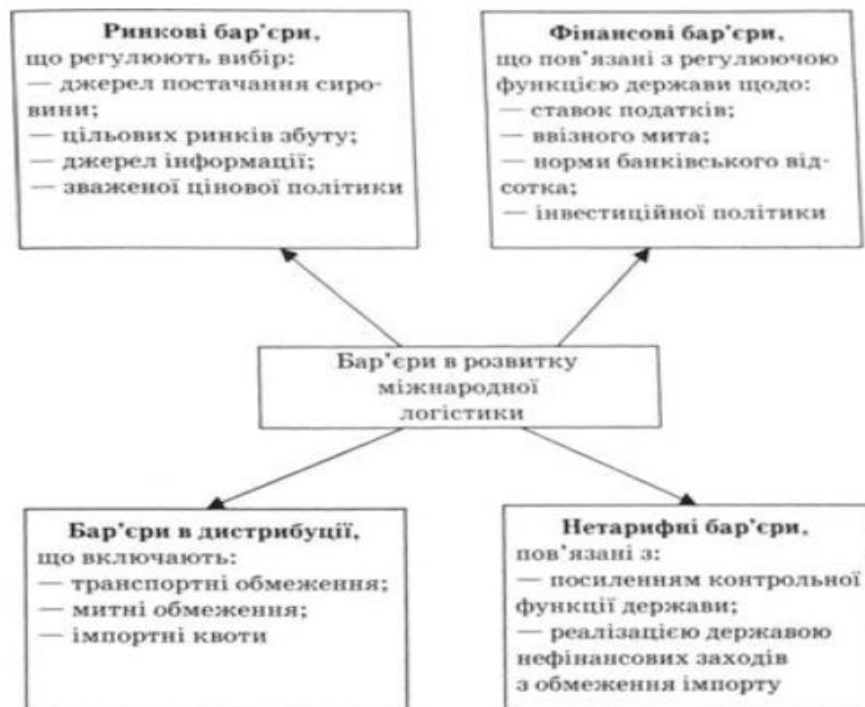 Ринкові бар’єри,
що регулюють вибір:
— джерел постачання сиро-
вини;
— цільових ринків збуту;
— джерел інформації;
— зваженої цінової політики
Фінансові бар’єри,
що пов’язані з регулюючою
функцією держави щодо:
— ставок податків;
— ввізного мита;
— норми банківського від-
сотка;
— інвестиційної політики
Бар’єри в розвитку
міжнародної
логістики
Бар’єри в дистрибуції,
що включають:
— транспортні обмеження;
— митні обмеження;
— імпортні квоти
Нетарифні бар’єри,
пов’язані з:
— посиленням контрольної
функції держави;
— реалізацією державою
нефінансових заходів
з обмеження імпорту